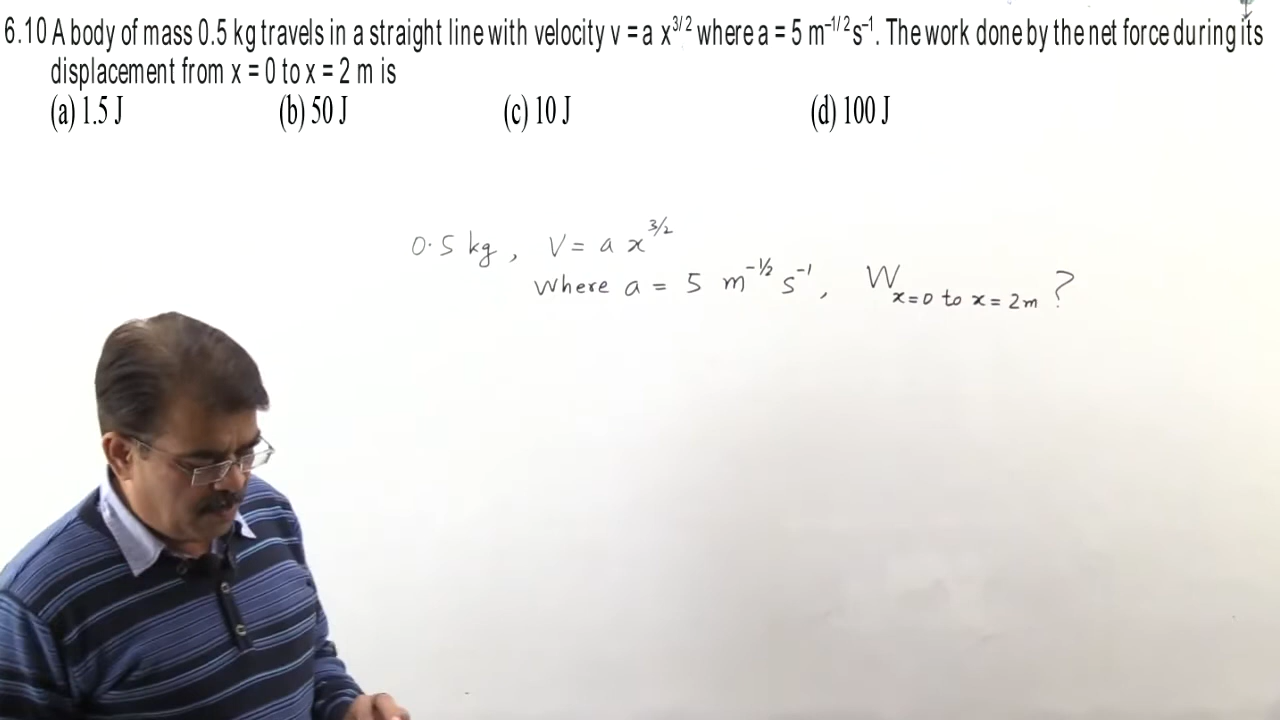 6.10 A body of mass 0.5 kg travels in a straight line with velocity v = a x^3/2 where a = 5 m^-1/2 s^-1. The work done by the net force during its
displacement from x = 0 to x = 2 m is
(a) 1.5 J (b) 50 J (c) 10 J (d) 100 J
0.5 kg, V = a x^3/2
where a = 5 m^-1/2 s^-1, W x=0 to x=2m ?